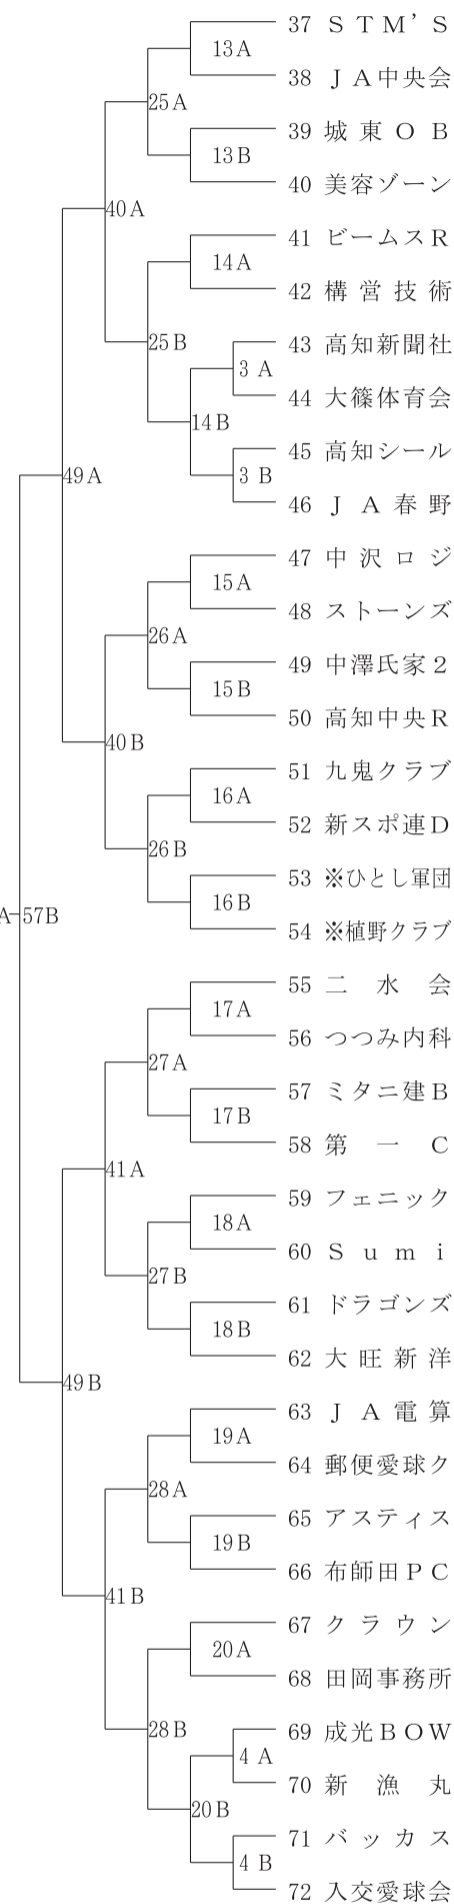 37 ＳＴＭ’Ｓ
13A
38 ＪＡ中央会
25A
39 城東ＯＢ
13B
40 美容ゾーン
40A
41 ビームスＲ
14A
42 構営技術
25B
43 高知新聞社
3A
44 大篠体育会
14B
45 高知シール
3B
46 ＪＡ春野
49A
47 中沢ロジ
15A
48 ストーンズ
26A
49 中澤氏家２
15B
50 高知中央Ｒ
40B
51 九鬼クラブ
16A
52 新スポ連Ｄ
26B
53 ※ひとし軍団
16B
54 ※植野クラブ
A 57B
55 二水会
17A
56 つつみ内科
27A
57 ミタニ建Ｂ
17B
58 第一Ｃ
41A
59 フェニック
18A
60 Ｓｕｍｉ
27B
61 ドラゴンズ
18B
62 大旺新洋
49B
63 ＪＡ電算
19A
64 郵便愛球ク
28A
65 アスティス
19B
66 布師田ＰＣ
41B
67 クラウン
20A
68 田岡事務所
28B
69 成光ＢＯＷ
4A
70 新漁丸
20B
71 バッカス
4B
72 入交愛球会